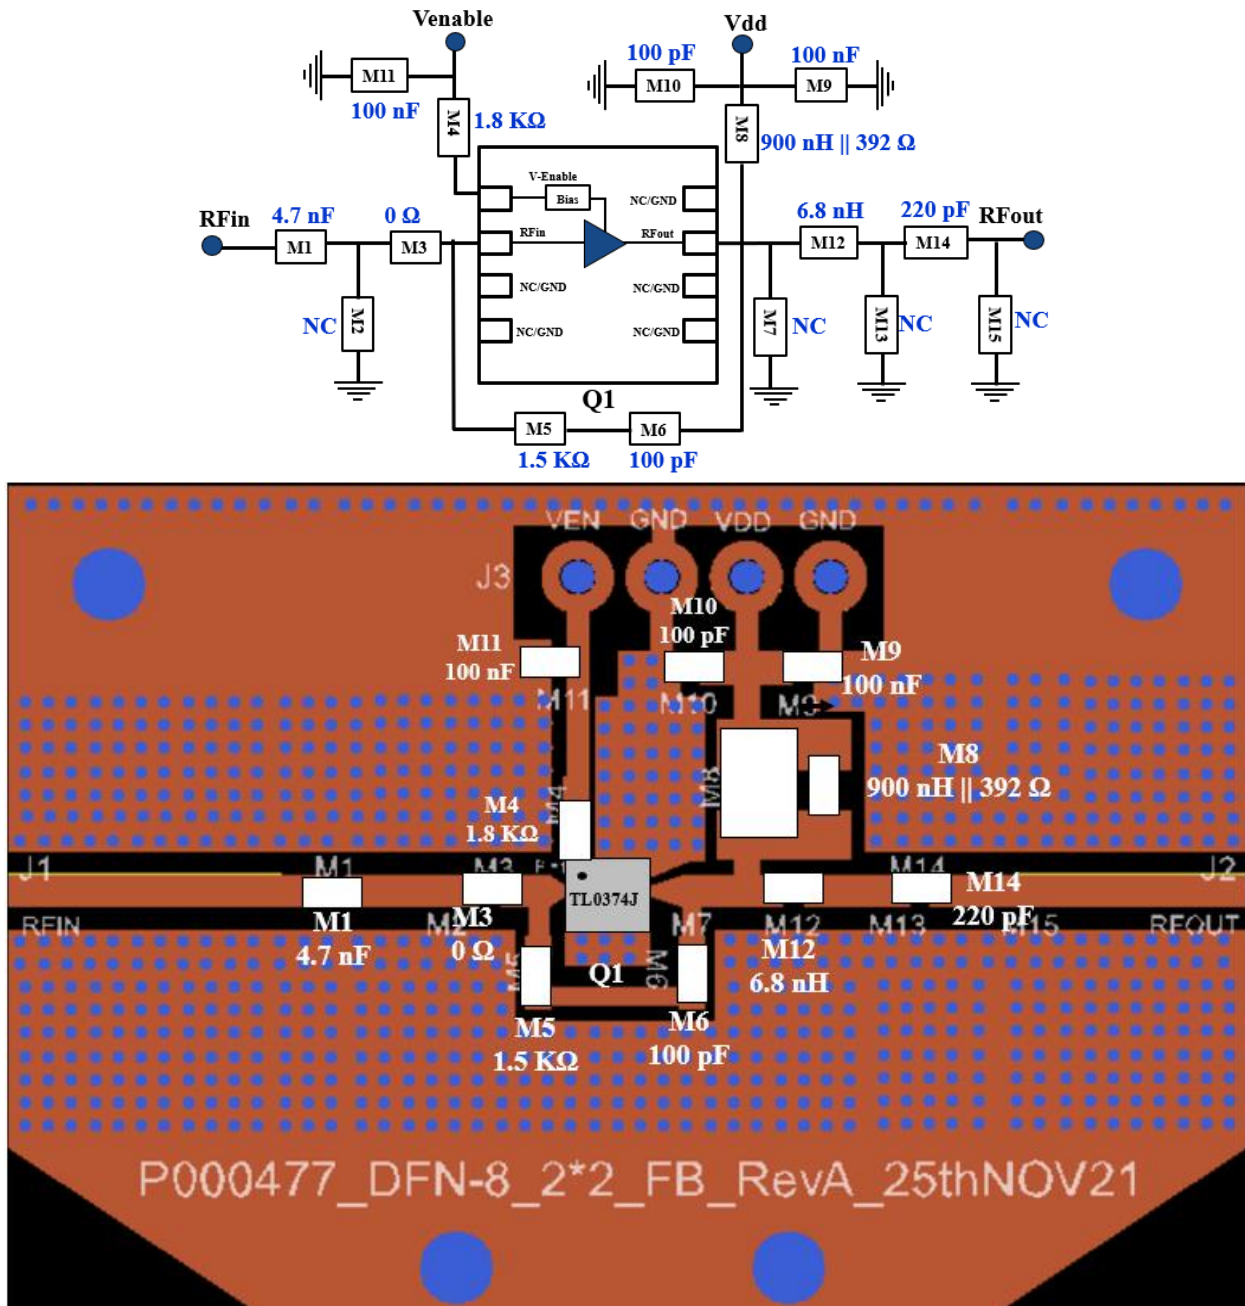 Venable
Vdd
100 pF
100 nF
M11
M10
M9
100 nF
M4
1.8 KΩ
M8
900 nH || 392 Ω
V-Enable
Bias
NC/GND
RFin
4.7 nF
0 Ω
6.8 nH
220 pF
RFout
M1
M3
RFin
RFout
M12
M14
NC/GND
NC/GND
NC
M2
M7
NC
M13
NC
M15
NC
NC/GND
NC/GND
Q1
M5
M6
1.5 KΩ
100 pF
VEN
GND
VDD
GND
J3
M10
100 pF
M11
100 nF
M9
100 nF
M11
M10
M9
M8
M8
900 nH || 392 Ω
M4
1.8 KΩ
M4
J1
M1
M3
M14
J2
TL0374J
M14
220 pF
RFIN
M1
4.7 nF
M2
M3
0 Ω
M7
M12
M13
M15
RFOUT
M12
6.8 nH
M5
Q1
M6
M5
1.5 KΩ
M6
100 pF
P000477_DFN-8_2*2_FB_RevA_25thNOV21